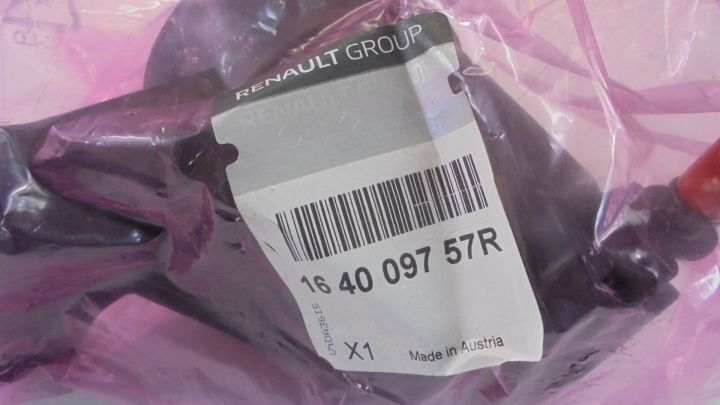 RENAULT GROUP
16 40 097 57R
X1
Made in Austria